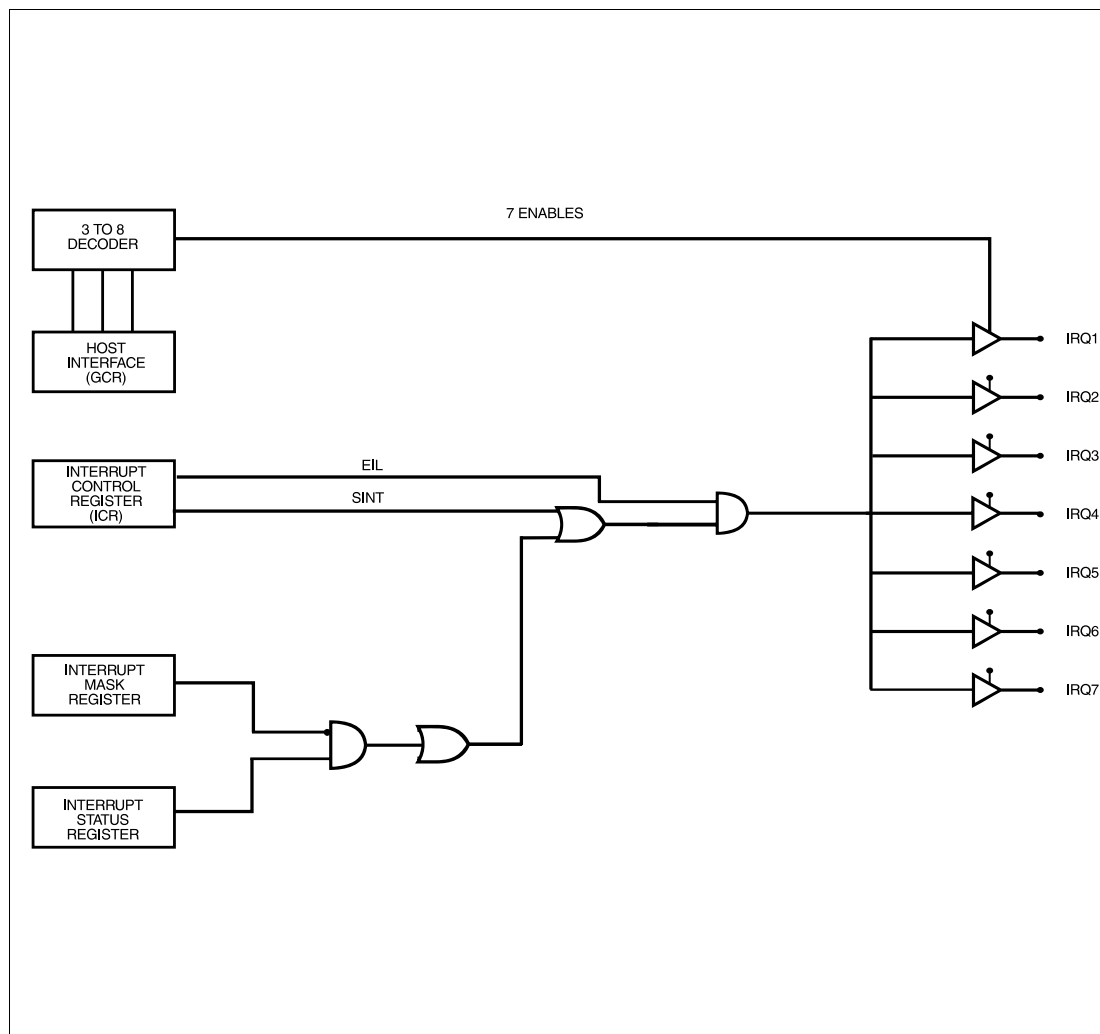 3 TO 8
DECODER
7 ENABLES
HOST
INTERFACE
(GCR)
IRQ1
IRQ2
IRQ3
IRQ4
IRQ5
IRQ6
IRQ7
INTERRUPT
CONTROL
REGISTER
(ICR)
EIL
SINT
INTERRUPT
MASK
REGISTER
INTERRUPT
STATUS
REGISTER